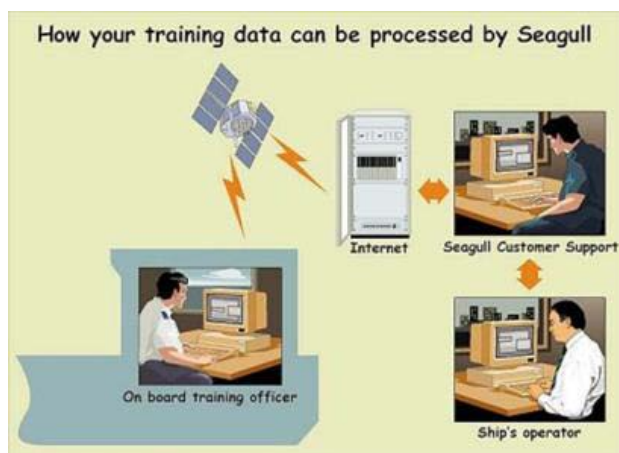 How your training data can be processed by Seagull
Internet
Seagull Customer Support
On board training officer
Ship's operator